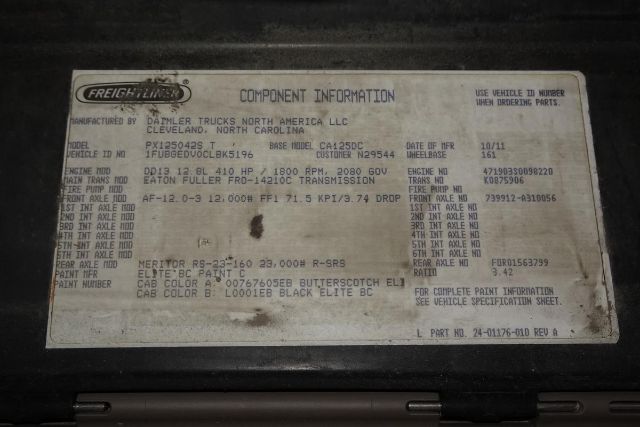 FREIGHTLINER
COMPONENT INFORMATION
USE VEHICLE ID NUMBER
WHEN ORDERING PARTS.
MANUFACTURED BY DAIMLER TRUCKS NORTH AMERICA LLC
CLEVELAND, NORTH CAROLINA
MODEL PX125042S T BASE MODEL CA125DC DATE OF MFR 10/11
VEHICLE ID NO 1FUBGEDV0CLBK5196 CUSTOMER N29544 WHEELBASE 161
ENGINE MOD DD13 12.8L 410 HP / 1800 RPM, 2080 GOV ENGINE NO 471903S0098220
MAIN TRANS MOD EATON FULLER FRO-14210C TRANSMISSION TRANS NO K0875906
FIRE PUMP MOD FIRE PUMP NO
FRONT AXLE MOD AF-12.0-3 12,000# FF1 71.5 KPI/3.74 DROP FRONT AXLE NO 739912-A310056
1ST INT AXLE MOD 1ST INT AXLE NO
2ND INT AXLE MOD 2ND INT AXLE NO
3RD INT AXLE MOD 3RD INT AXLE NO
4TH INT AXLE MOD 4TH INT AXLE NO
5TH INT AXLE MOD 5TH INT AXLE NO
6TH INT AXLE MOD 6TH INT AXLE NO
REAR AXLE MOD MERITOR RS-23-160 23,000# R-SRS REAR AXLE NO FOR01563799
PAINT MFR ELITE BC PAINT C RATIO 3.42
PAINT NUMBER CAB COLOR A: 00767605EB BUTTERSCOTCH ELI
CAB COLOR B: L0001EB BLACK ELITE BC
FOR COMPLETE PAINT INFORMATION
SEE VEHICLE SPECIFICATION SHEET.
L PART NO. 24-01176-010 REV A